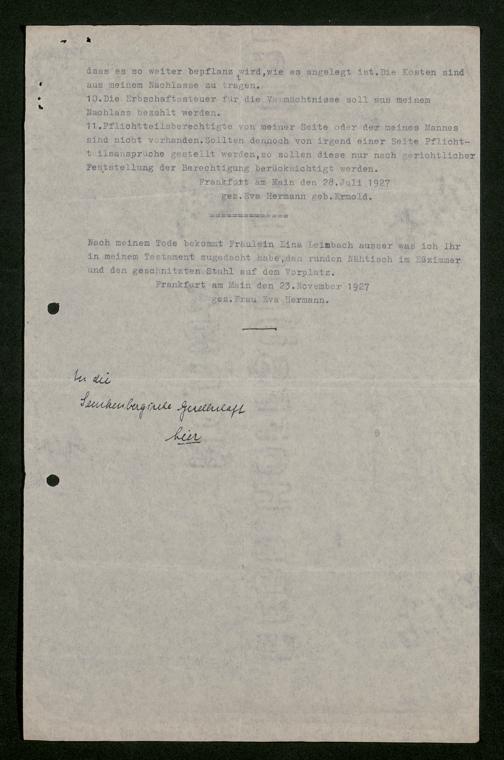 dass es so weiter bepflanz wird,wie es angelegt ist.Die Kosten sind
aus meinem Nachlasse zu tragen.
10.Die Erbschaftssteuer für die Vermächtnisse soll aus meinem
Nachlass bezahlt werden.
11.Pflichtteilsberechtigte von meiner Seite oder der meines Mannes
sind nicht vorhanden.Sollten dennoch von irgend einer Seite Pflicht-
teilsansprüche gestellt werden,so sollen diese nur nach gerichtlicher
Feststellung der Berechtigung berücksichtigt werden.
Frankfurt am Main den 28.Juli 1927
gez.Eva Hermann geb.Krmold.
==============
Nach meinem Tode bekommt Fräulein Lina Leimbach ausser was ich Ihr
in meinem Testament zugedacht habe,den runden Nähtisch im Eßzimmer
und den geschnitzten Stuhl auf dem Vorplatz.
Frankfurt am Main den 23.November 1927
gez.Frau Eva Hermann.
An die
Senckenbergische Gesellschaft
hier